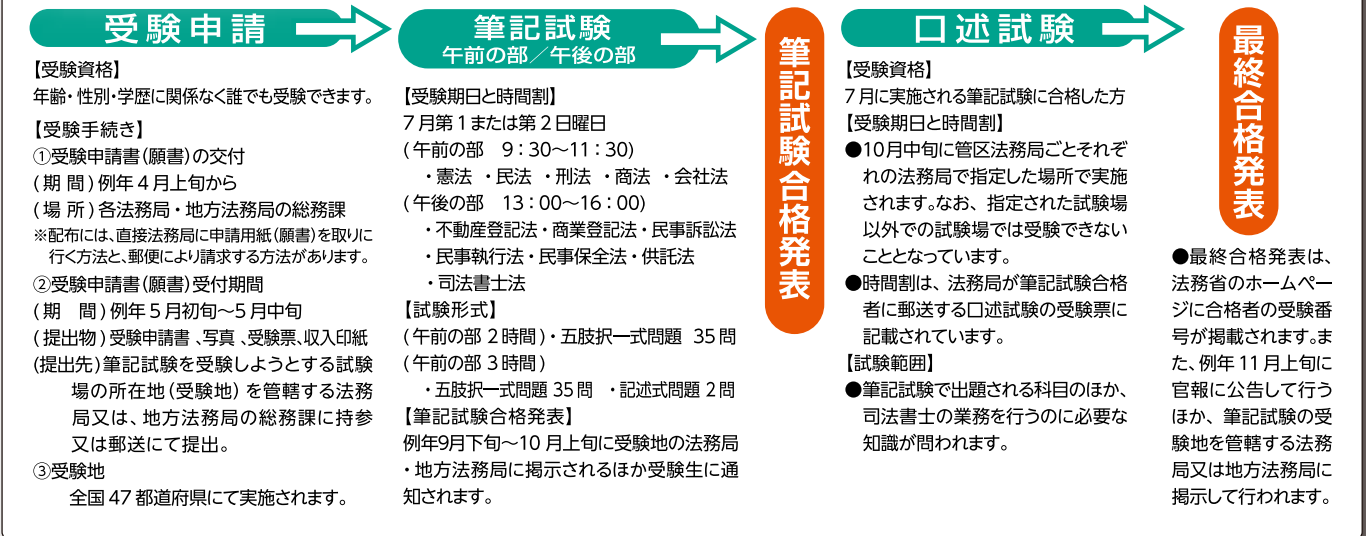 受験申請
【受験資格】
年齢・性別・学歴に関係なく誰でも受験できます。
【受験手続き】
①受験申請書(願書)の交付
(期 間)例年4月上旬から
(場 所)各法務局・地方法務局の総務課
※配布には、直接法務局に申請用紙(願書)を取りに
行く方法と、郵便により請求する方法があります。
②受験申請書(願書)受付期間
(期 間)例年5月初旬〜5月中旬
(提出物)受験申請書、写真、受験票、収入印紙
(提出先)筆記試験を受験しようとする試験
場の所在地(受験地)を管轄する法務
局又は、地方法務局の総務課に持参
又は郵送にて提出。
③受験地
全国47都道府県にて実施されます。
筆記試験
午前の部/午後の部
【受験期日と時間割】
7月第1または第2日曜日
(午前の部 9:30〜11:30)
・憲法 ・民法 ・刑法 ・商法 ・会社法
(午後の部 13:00〜16:00)
・不動産登記法・商業登記法・民事訴訟法
・民事執行法・民事保全法・供託法
・司法書士法
【試験形式】
(午前の部 2時間)・五肢択一式問題 35問
(午前の部 3時間)
・五肢択一式問題 35問 ・記述式問題 2問
【筆記試験合格発表】
例年9月下旬〜10月上旬に受験地の法務局
・地方法務局に掲示されるほか受験生に通
知されます。
筆記試験合格発表
口述試験
【受験資格】
7月に実施される筆記試験に合格した方
【受験期日と時間割】
●10月中旬に管区法務局ごとそれぞ
れの法務局で指定した場所で実施
されます。なお、指定された試験場
以外での試験場では受験できない
こととなっています。
●時間割は、法務局が筆記試験合格
者に郵送する口述試験の受験票に
記載されています。
【試験範囲】
●筆記試験で出題される科目のほか、
司法書士の業務を行うのに必要な
知識が問われます。
最終合格発表
●最終合格発表は、
法務省のホームペー
ジに合格者の受験番
号が掲載されます。ま
た、例年11月上旬に
官報に公告して行う
ほか、筆記試験の受
験地を管轄する法務
局又は地方法務局に
掲示して行われます。